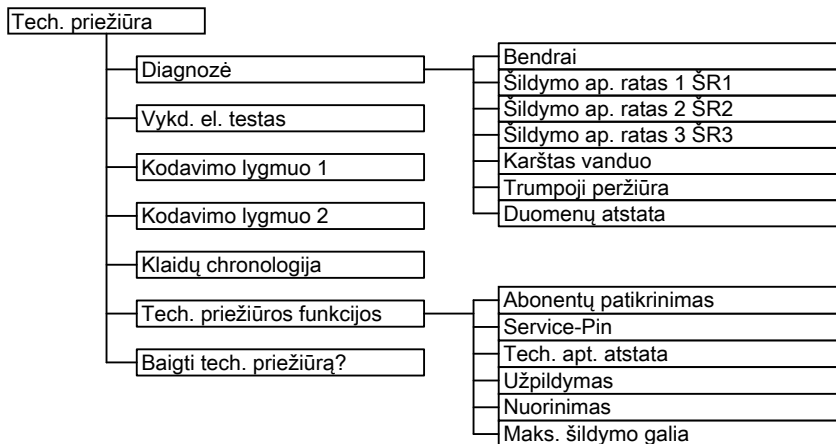 Tech. priežiūra
Diagnozė
Bendrai
Šildymo ap. ratas 1 ŠR1
Šildymo ap. ratas 2 ŠR2
Šildymo ap. ratas 3 ŠR3
Karštas vanduo
Trumpoji peržiūra
Duomenų atstata
Vykd. el. testas
Kodavimo lygmuo 1
Kodavimo lygmuo 2
Klaidų chronologija
Tech. priežiūros funkcijos
Abonentų patikrinimas
Service-Pin
Tech. apt. atstata
Užpildymas
Nuorinimas
Maks. šildymo galia
Baigti tech. priežiūrą?